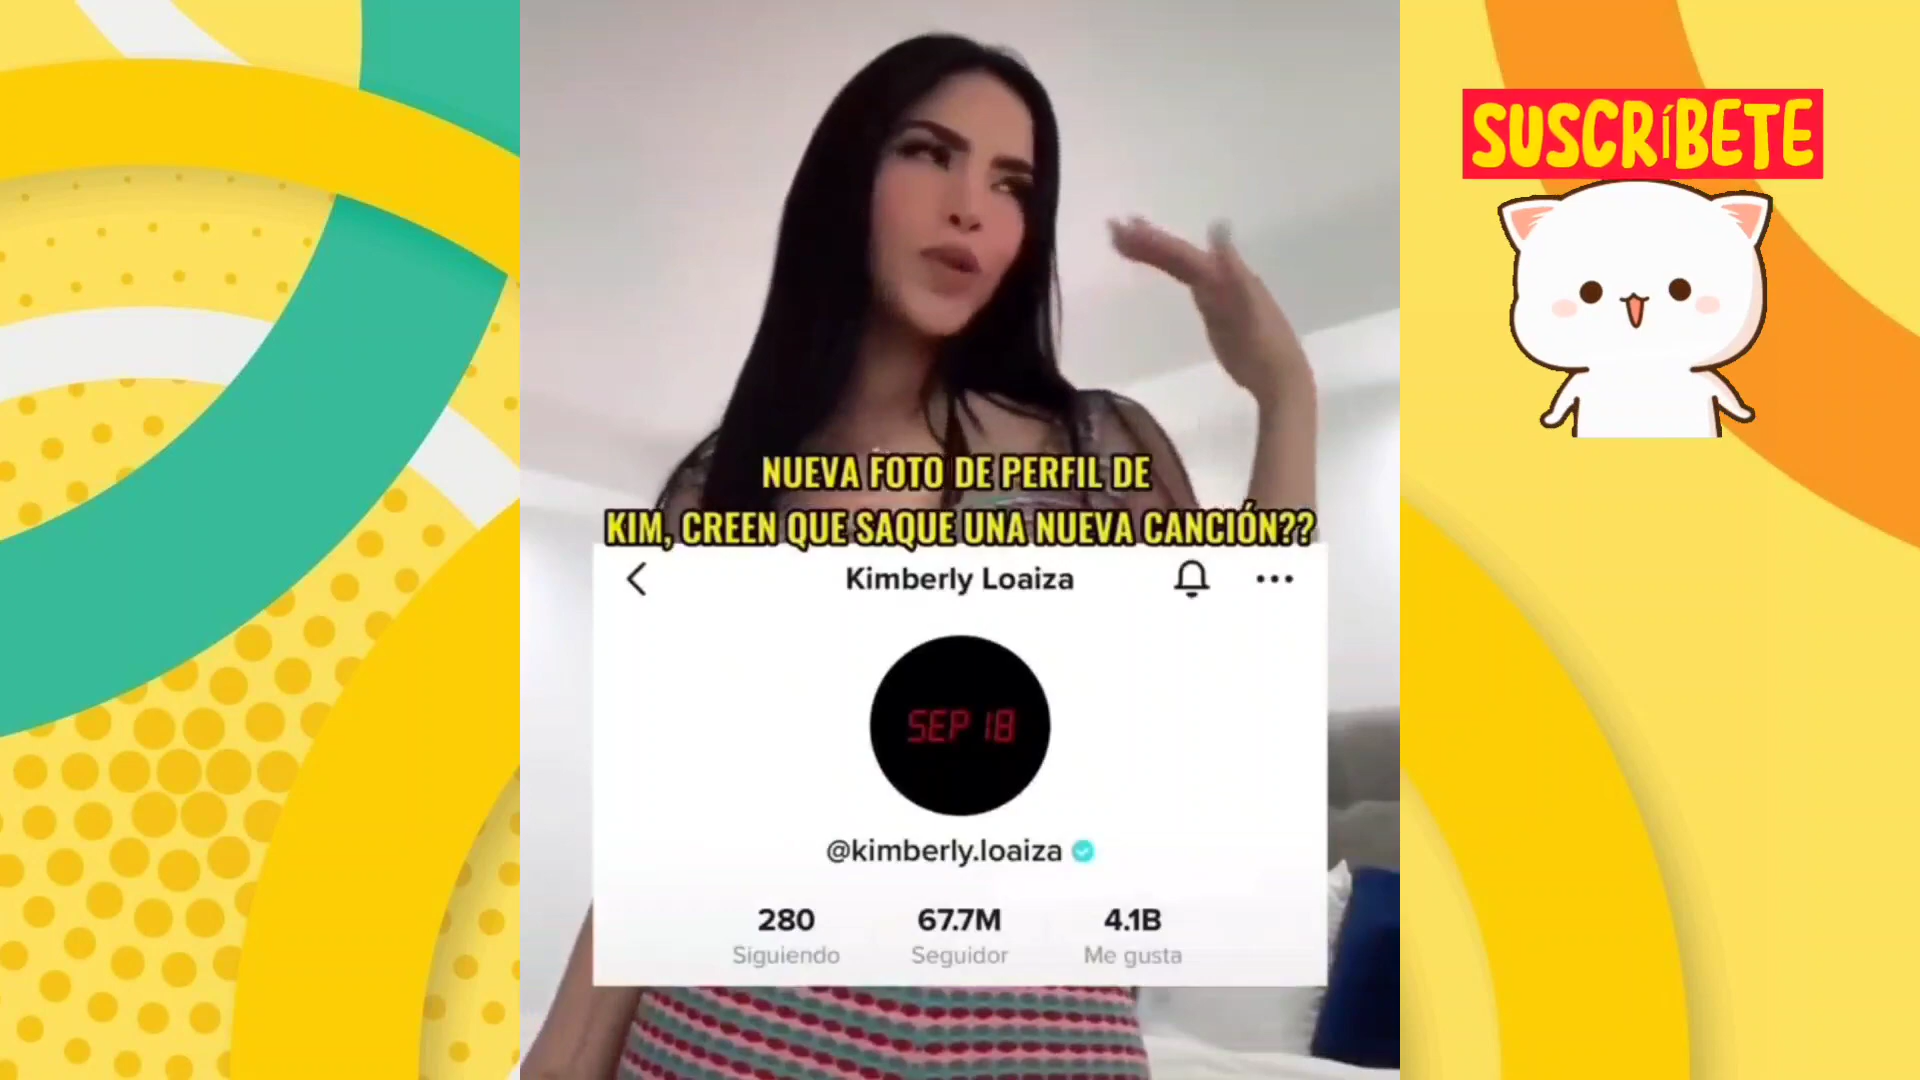 SUSCRÍBETE
NUEVA FOTO DE PERFIL DE
KIM, CREEN QUE SAQUE UNA NUEVA CANCIÓN??
Kimberly Loaiza
SEP 18
@kimberly.loaiza
280 67.7M 4.1B
Siguiendo Seguidor Me gusta